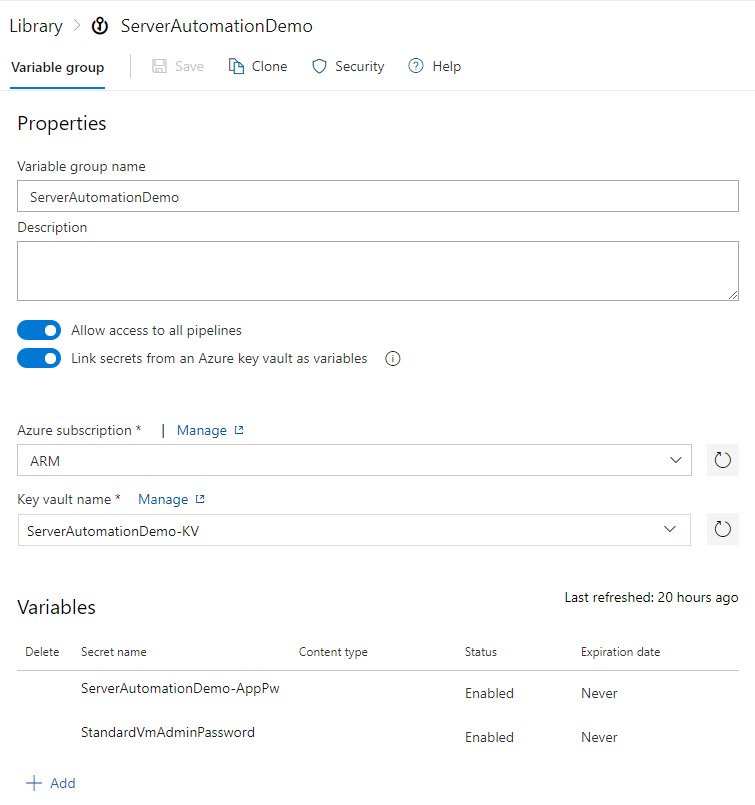 Library > ServerAutomationDemo
Variable group | Save Clone Security Help
Properties
Variable group name
ServerAutomationDemo
Description
Allow access to all pipelines
Link secrets from an Azure key vault as variables
Azure subscription * | Manage
ARM
Key vault name * Manage
ServerAutomationDemo-KV
Variables Last refreshed: 20 hours ago
Delete Secret name Content type Status Expiration date
ServerAutomationDemo-AppPw Enabled Never
StandardVmAdminPassword Enabled Never
+ Add